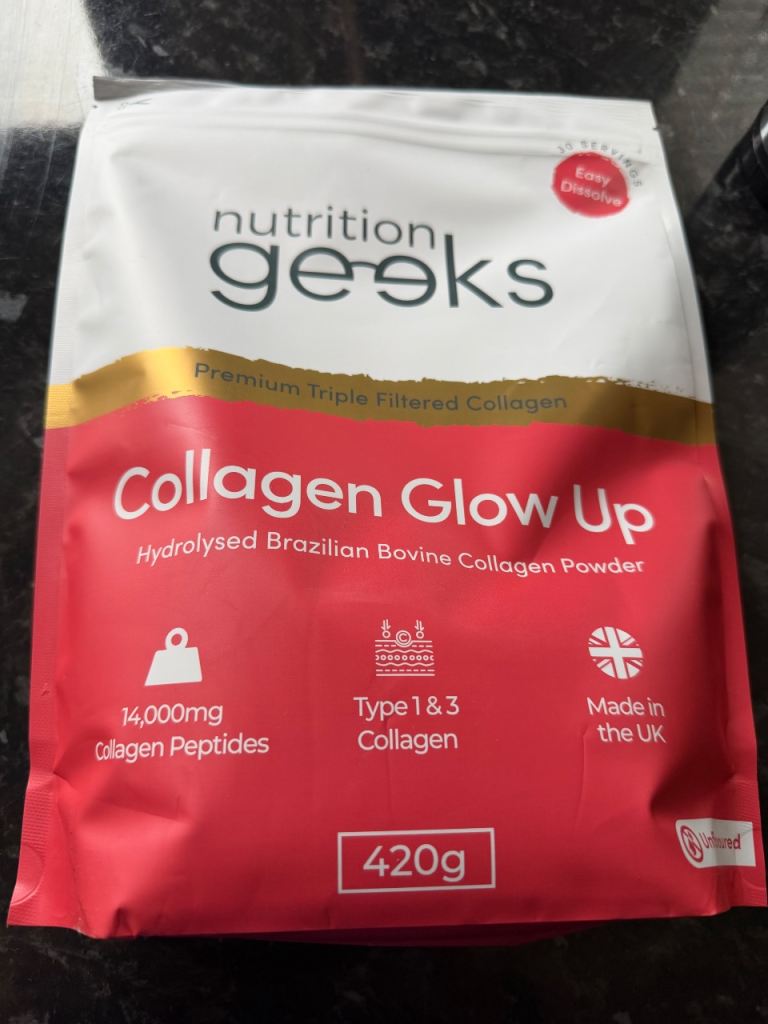 30 SERVINGS
Easy
Dissolve
nutrition
geeks
Premium Triple Filtered Collagen
Collagen Glow Up
Hydrolysed Brazilian Bovine Collagen Powder
14,000mg
Collagen Peptides
©
Type 1 & 3
Collagen
Made in
the UK
420g